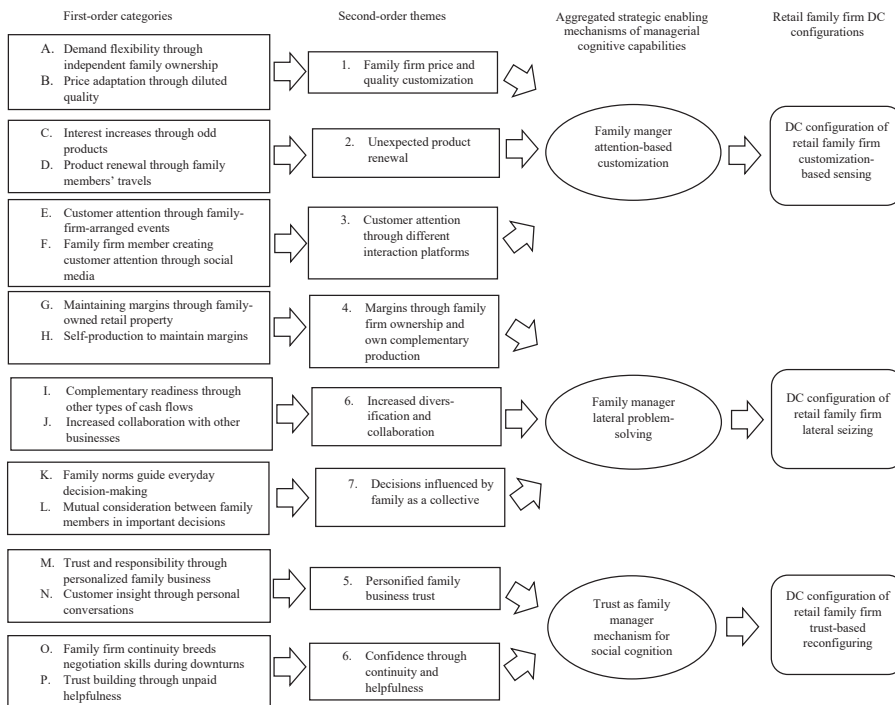 First-order categories
Second-order themes
Aggregated strategic enabling
mechanisms of managerial
cognitive capabilities
Retail family firm DC
configurations
A. Demand flexibility through
independent family ownership
B. Price adaptation through diluted
quality
1. Family firm price and
quality customization
C. Interest increases through odd
products
D. Product renewal through family
members’ travels
2. Unexpected product
renewal
Family manger
attention-based
customization
DC configuration of
retail family firm
customization-
based sensing
E. Customer attention through family-
firm-arranged events
F. Family firm member creating
customer attention through social
media
3. Customer attention
through different
interaction platforms
G. Maintaining margins through family-
owned retail property
H. Self-production to maintain margins
4. Margins through family
firm ownership and
own complementary
production
I. Complementary readiness through
other types of cash flows
J. Increased collaboration with other
businesses
6. Increased divers-
ification and
collaboration
Family manager
lateral problem-
solving
DC configuration of
retail family firm
lateral seizing
K. Family norms guide everyday
decision-making
L. Mutual consideration between family
members in important decisions
7. Decisions influenced by
family as a collective
M. Trust and responsibility through
personalized family business
N. Customer insight through personal
conversations
5. Personified family
business trust
Trust as family
manager
mechanism for
social cognition
DC configuration of
retail family firm
trust-based
reconfiguring
O. Family firm continuity breeds
negotiation skills during downturns
P. Trust building through unpaid
helpfulness
6. Confidence through
continuity and
helpfulness